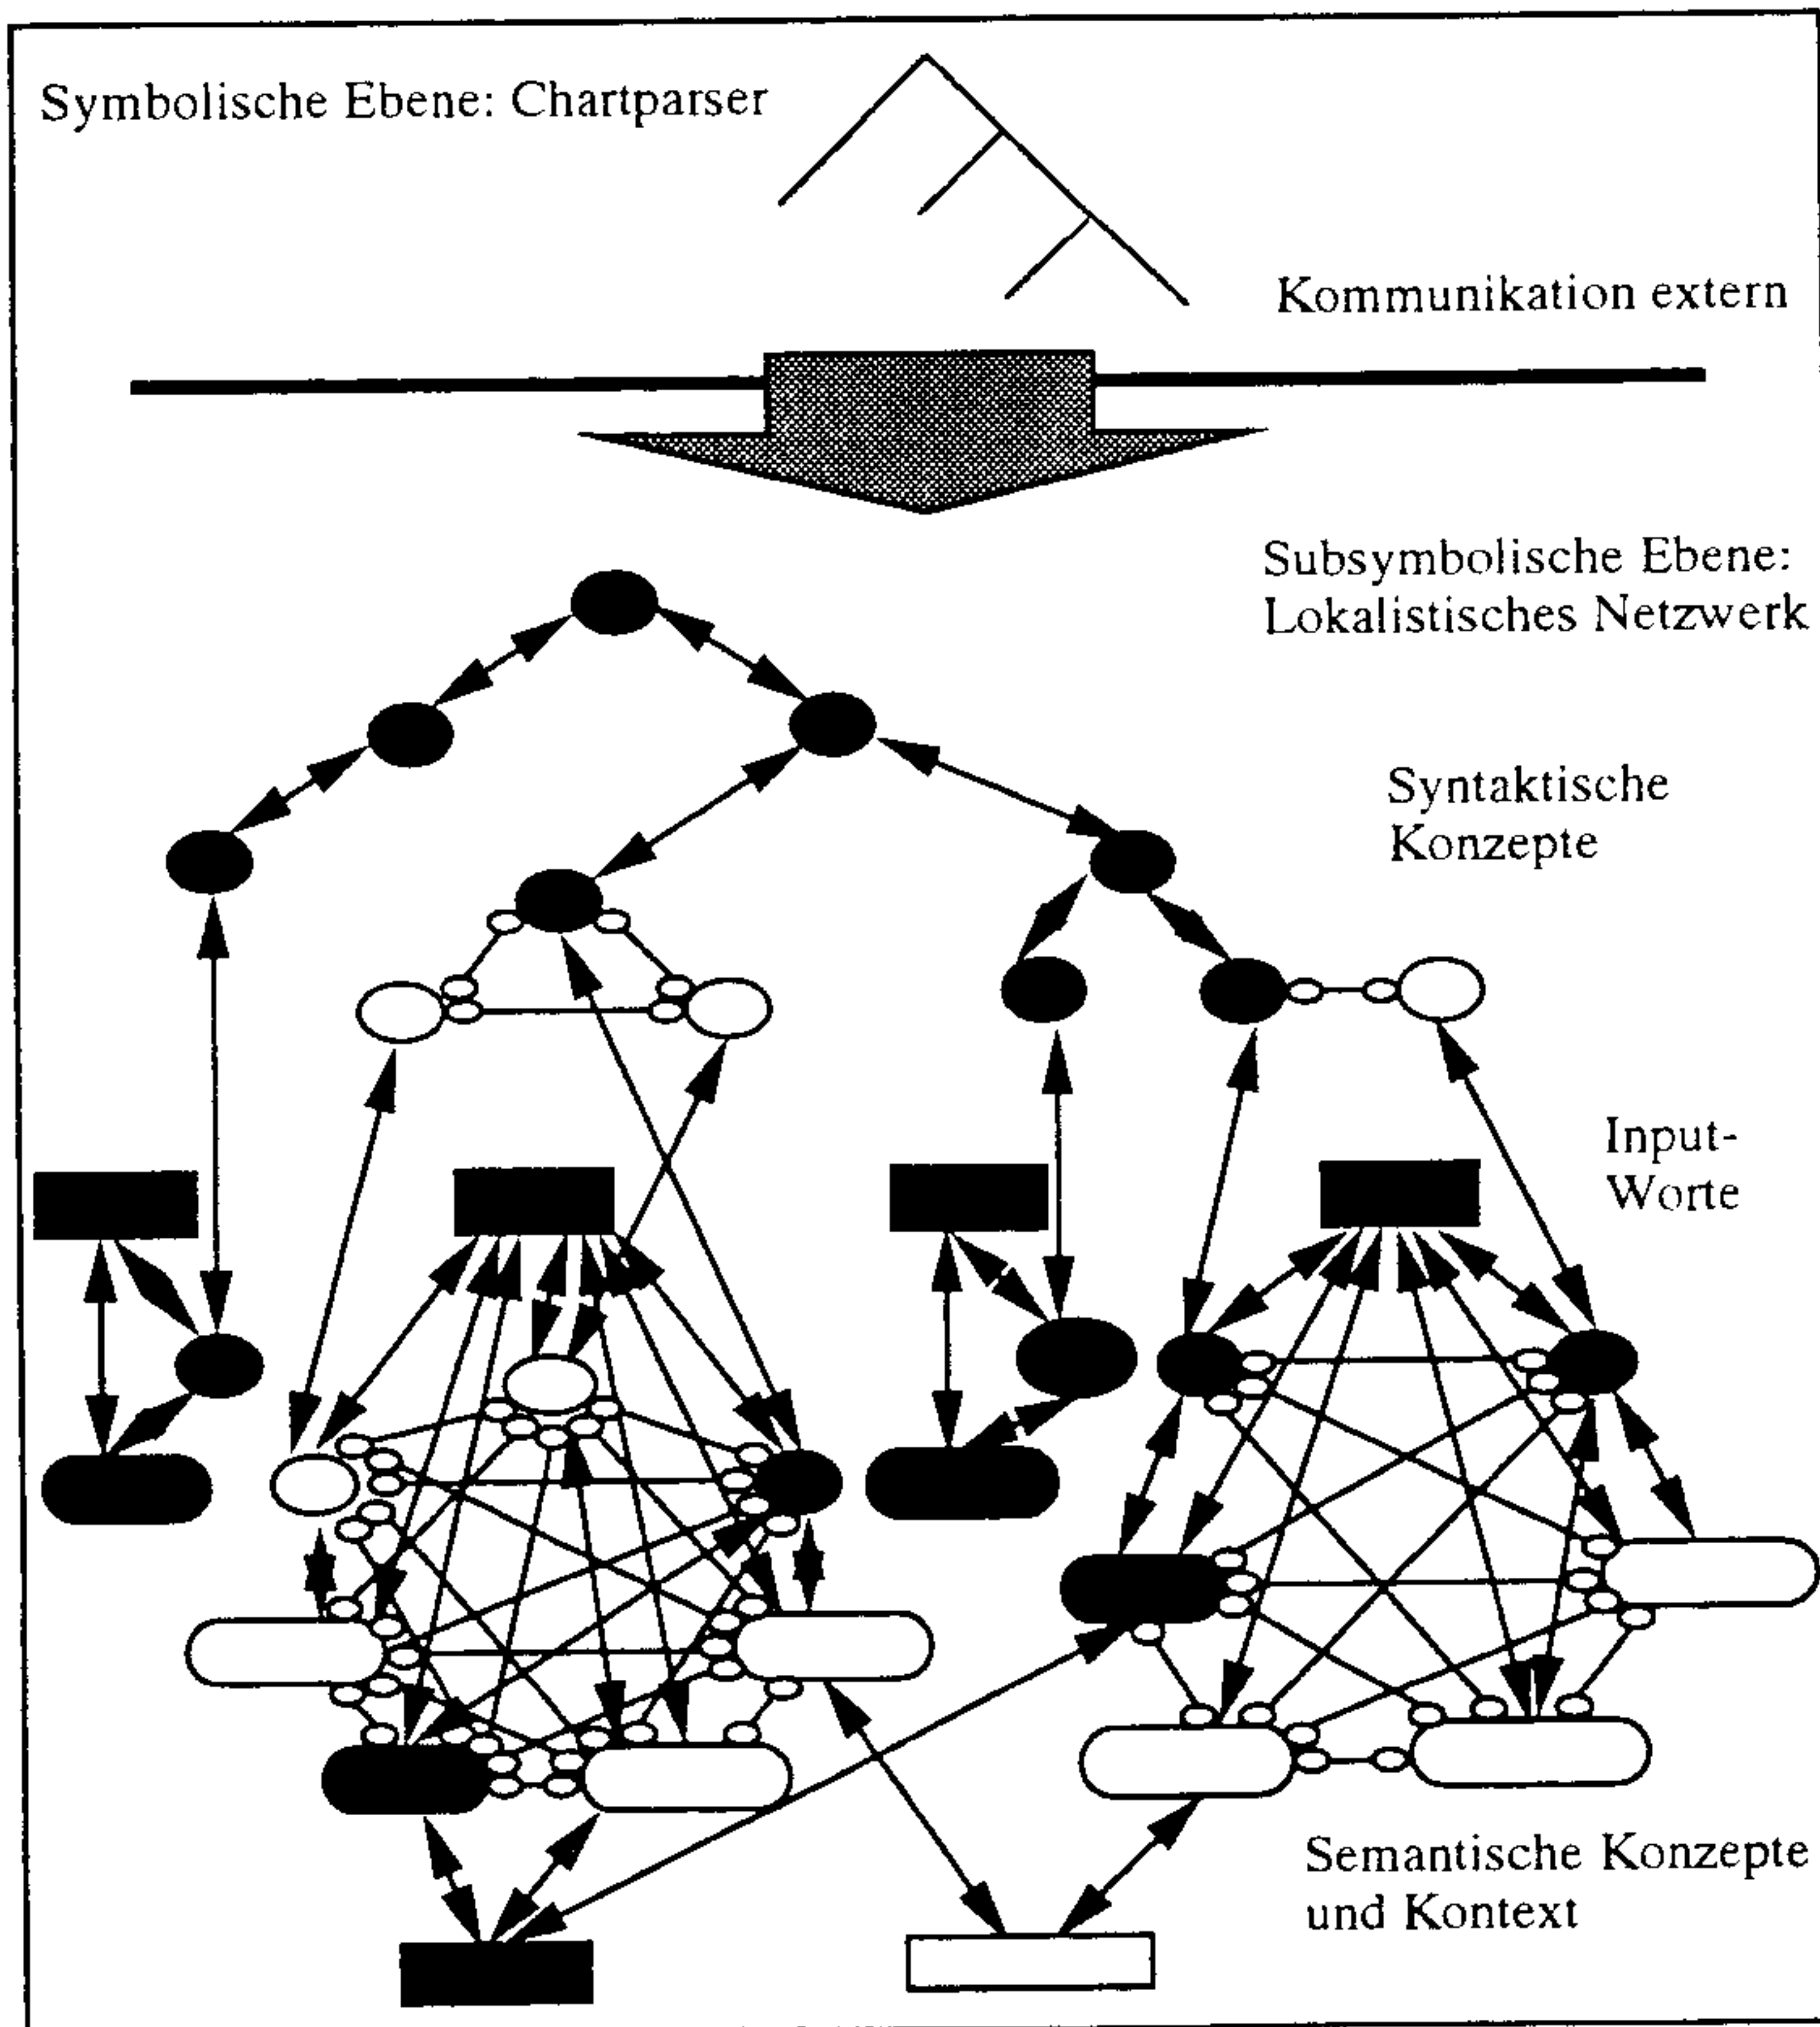 Symbolische Ebene: Chartparser
Kommunikation extern
Subsymbolische Ebene:
Lokalistisches Netzwerk
Syntaktische
Konzepte
Input-
Worte
Semantische Konzepte
und Kontext